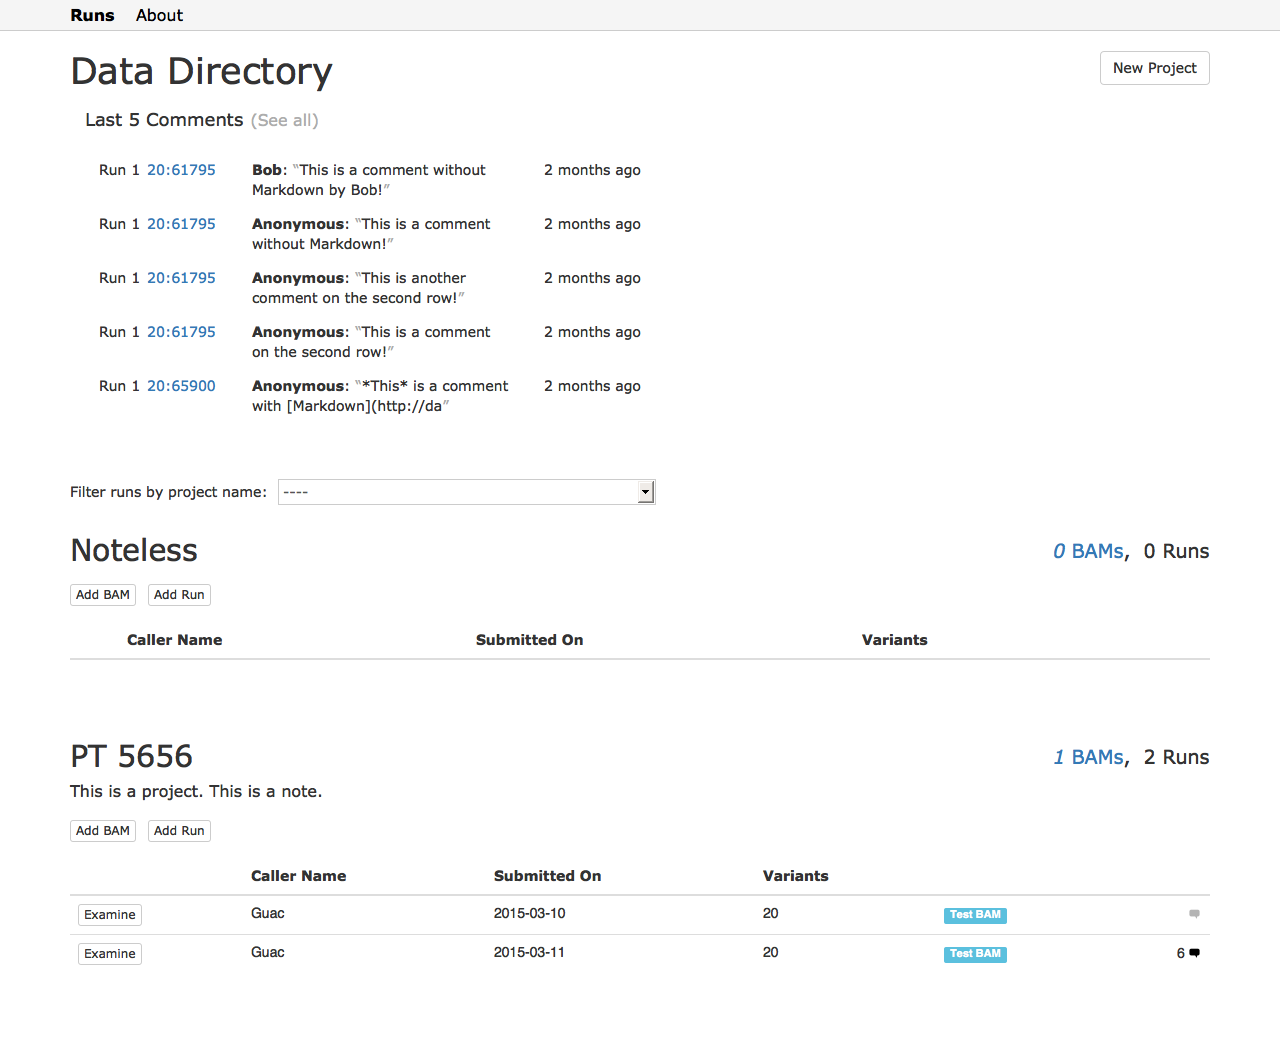 Runs About
Data Directory
New Project
Last 5 Comments (See all)
Run 1 20:61795 Bob: "This is a comment without 2 months ago
Markdown by Bob!"
Run 1 20:61795 Anonymous: "This is a comment 2 months ago
without Markdown!"
Run 1 20:61795 Anonymous: "This is another 2 months ago
comment on the second row!"
Run 1 20:61795 Anonymous: "This is a comment 2 months ago
on the second row!"
Run 1 20:65900 Anonymous: "*This* is a comment 2 months ago
with [Markdown](http://da"
Filter runs by project name: ----
Noteless 0 BAMs, 0 Runs
Add BAM Add Run
Caller Name Submitted On Variants
PT 5656 1 BAMs, 2 Runs
This is a project. This is a note.
Add BAM Add Run
Caller Name Submitted On Variants
Examine Guac 2015-03-10 20 Test BAM
Examine Guac 2015-03-11 20 Test BAM 6